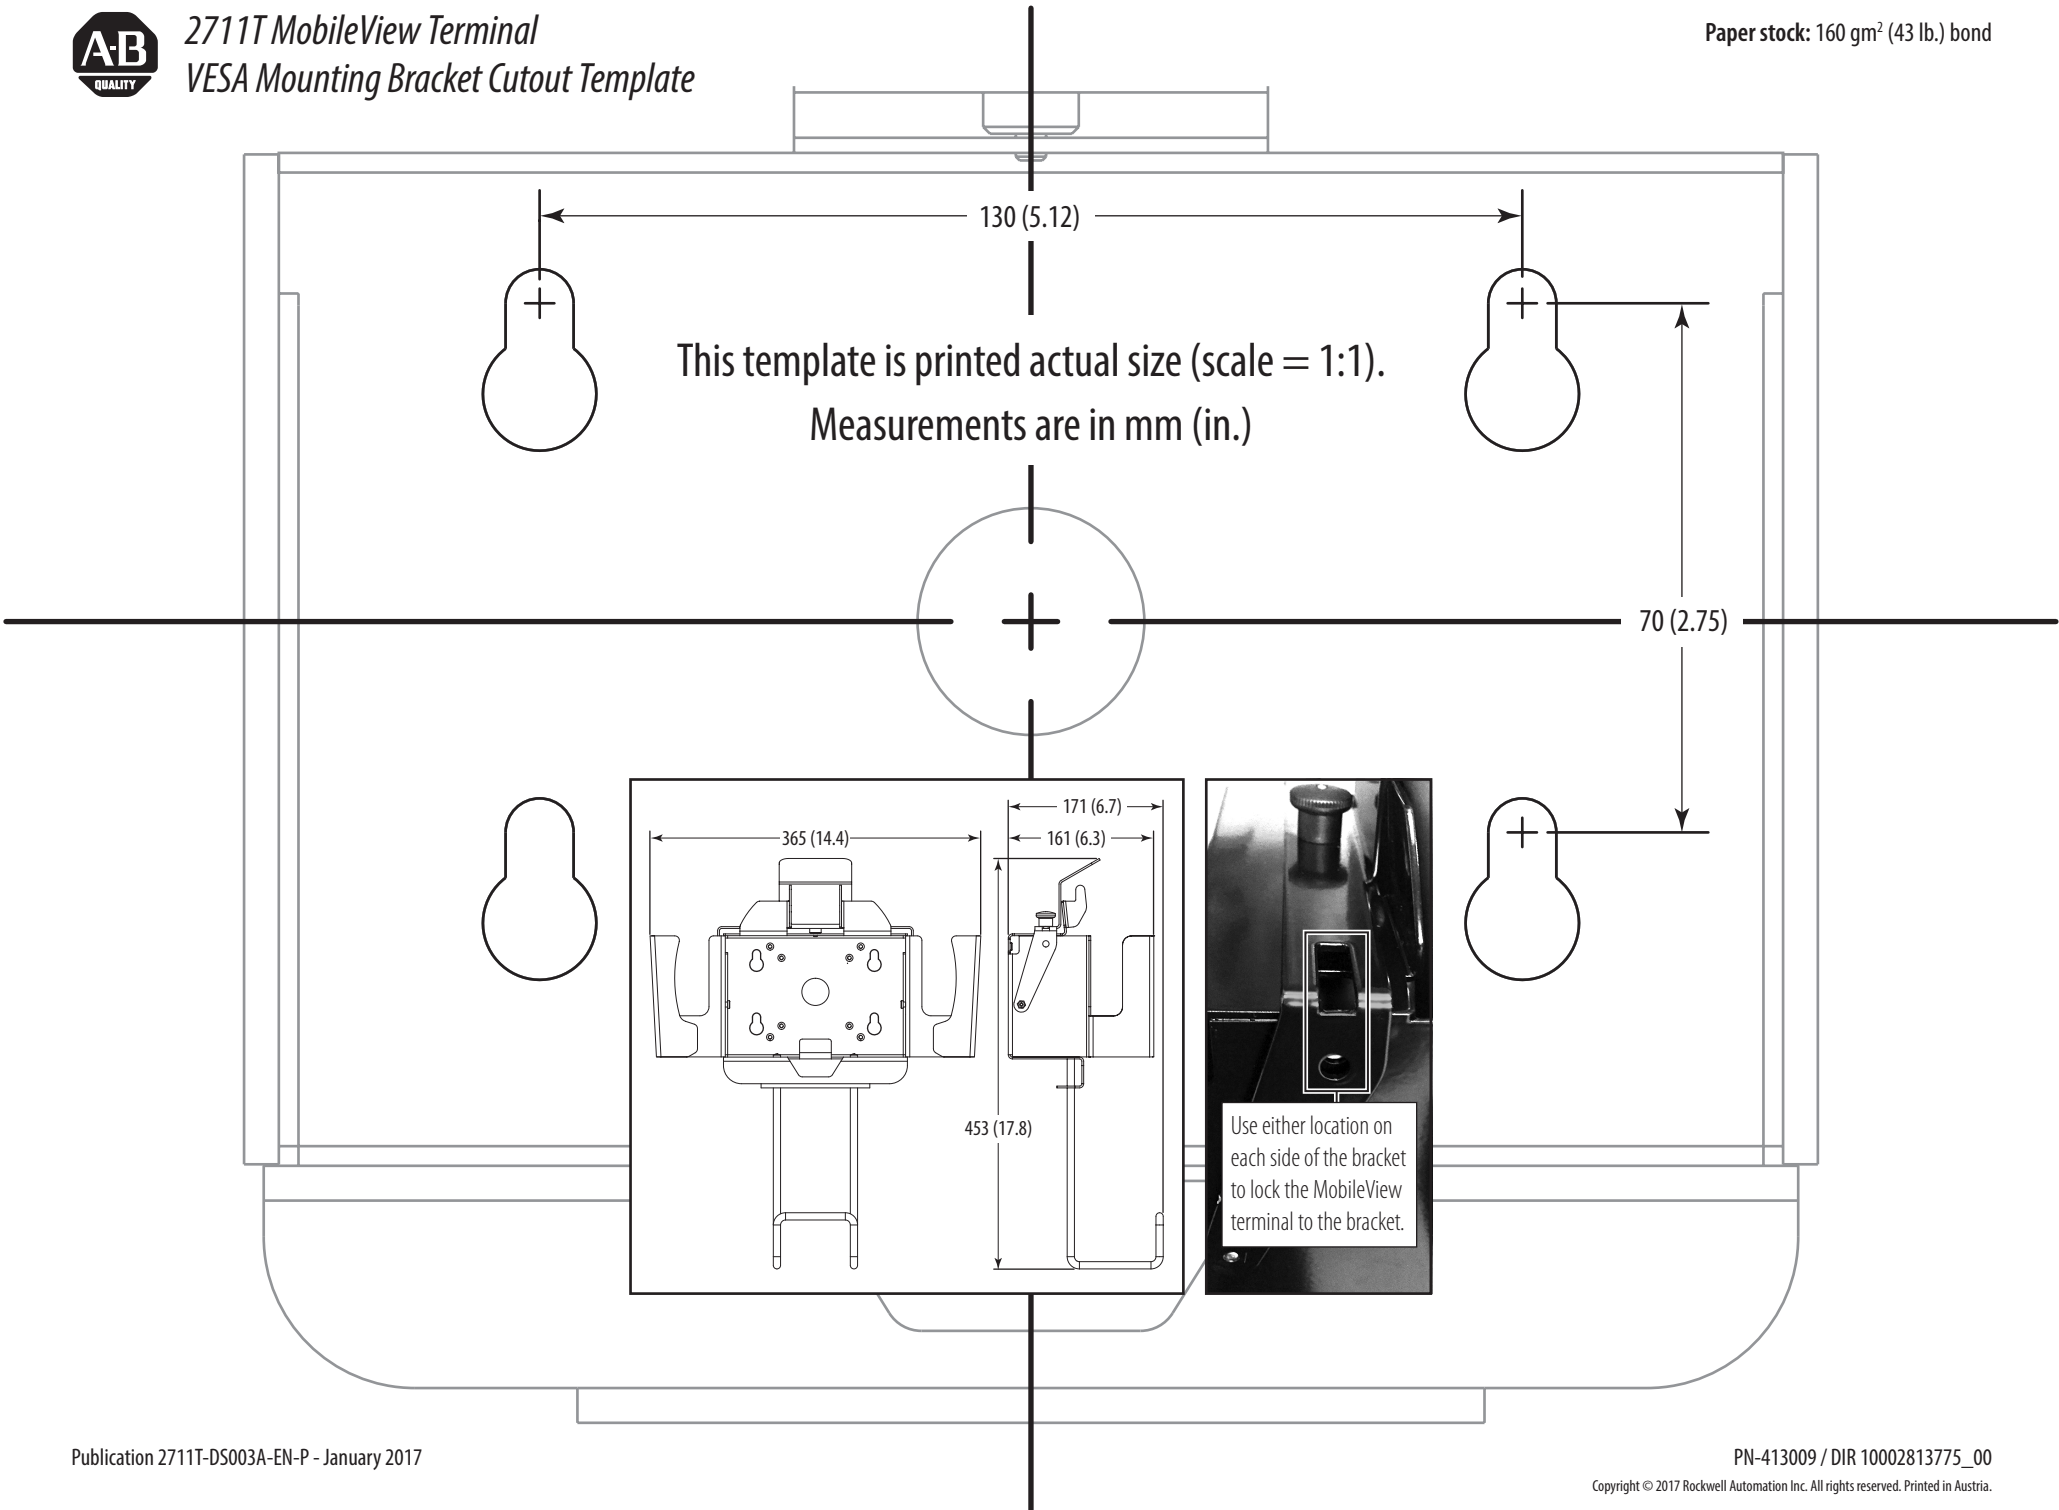 A-B
QUALITY
2711T MobileView Terminal
VESA Mounting Bracket Cutout Template
Paper stock: 160 gm² (43 lb.) bond
130 (5.12)
This template is printed actual size (scale = 1:1).
Measurements are in mm (in.)
70 (2.75)
171 (6.7)
365 (14.4)
161 (6.3)
453 (17.8)
Use either location on
each side of the bracket
to lock the MobileView
terminal to the bracket.
Publication 2711T-DS003A-EN-P - January 2017
PN-413009 / DIR 10002813775_00
Copyright © 2017 Rockwell Automation Inc. All rights reserved. Printed in Austria.